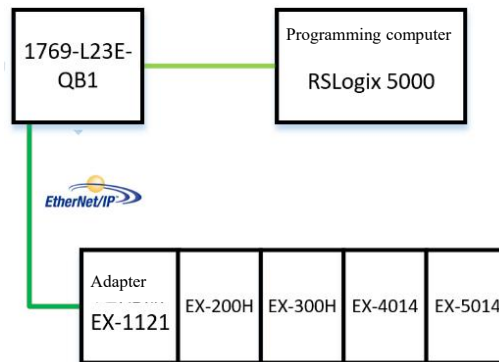 1769-L23E-
QB1
Programming computer
RSLogix 5000
EtherNet/IP
Adapter
EX-1121
EX-200H
EX-300H
EX-4014
EX-5014